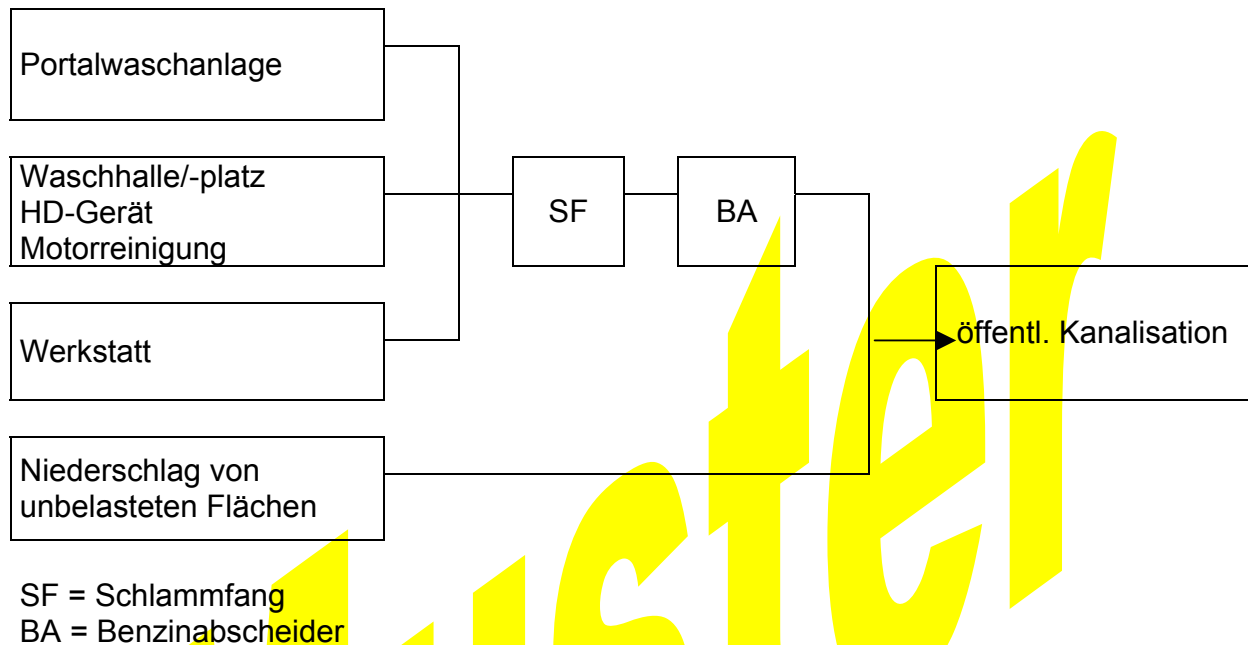 Portalwaschanlage
Waschhalle/-platz
HD-Gerät
Motorreinigung
SF
BA
Werkstatt
öffentl. Kanalisation
Niederschlag von
unbelasteten Flächen
SF = Schlammfang
BA = Benzinabscheider